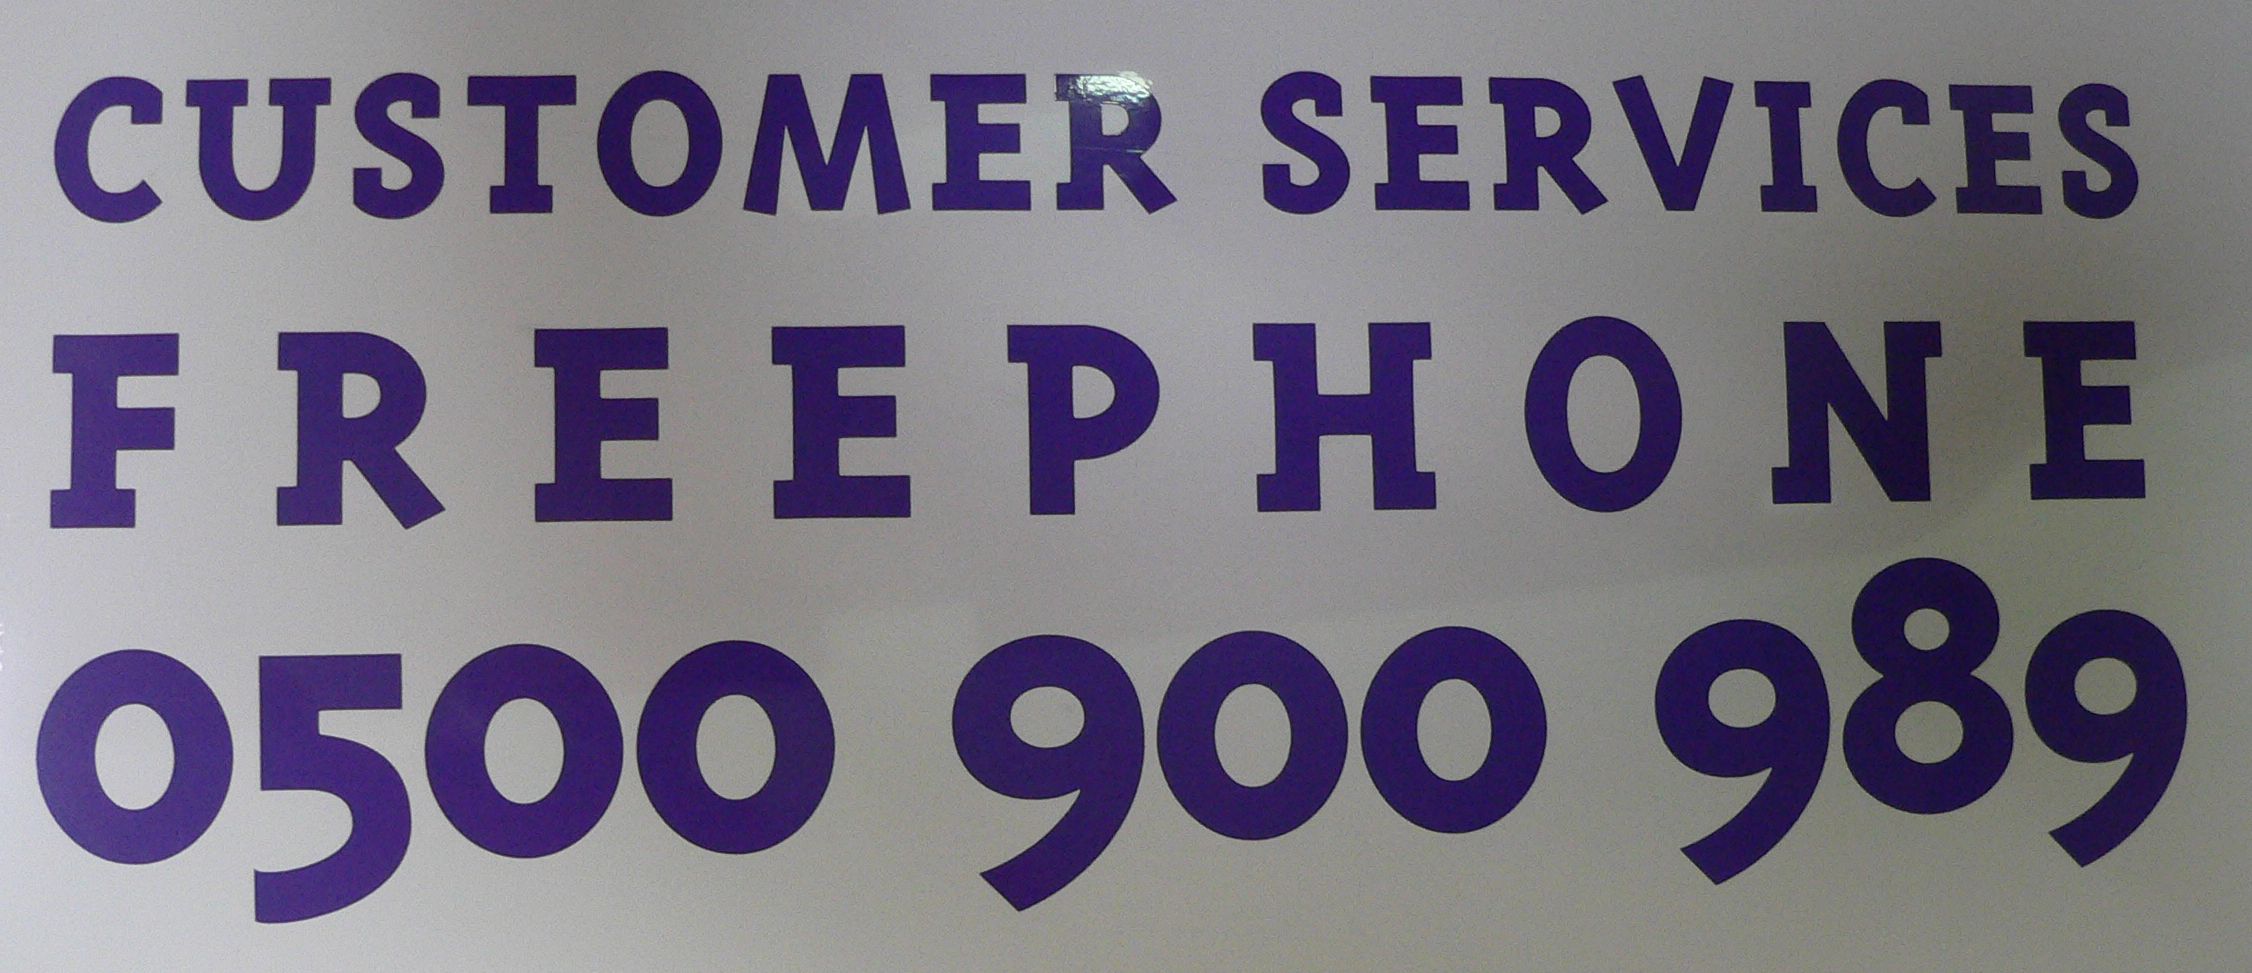 CUSTOMER SERVICES
FREEPHONE
0500 900 989